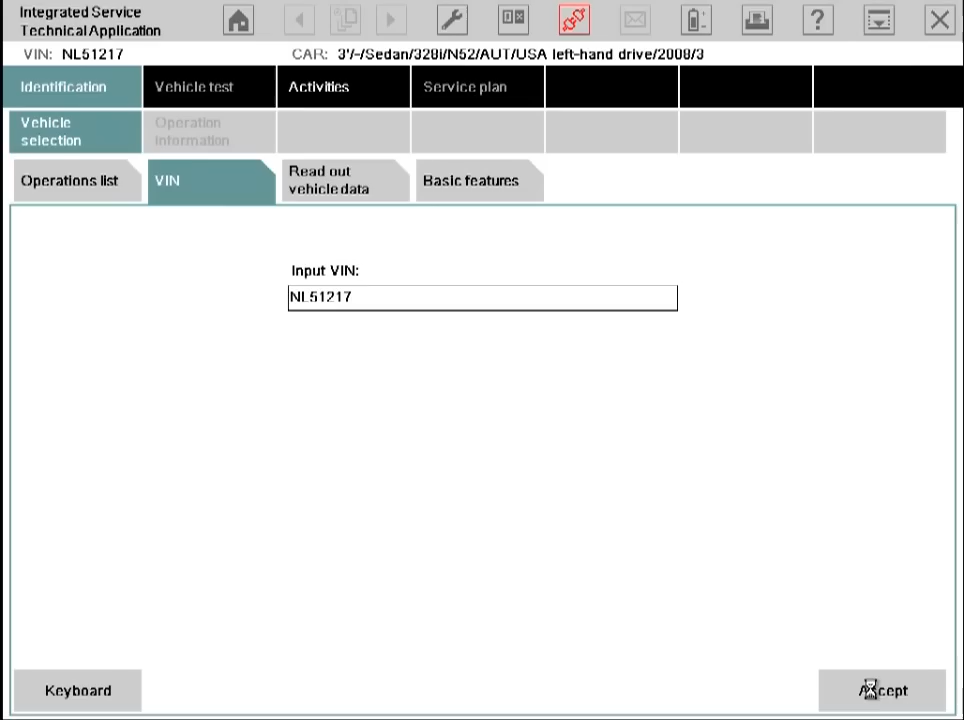 Integrated Service
Technical Application
VIN: NL51217
CAR: 3'/-/Sedan/328i/N52/AUT/USA left-hand drive/2008/3
Identification
Vehicle test
Activities
Service plan
Vehicle
selection
Operation
information
Operations list
VIN
Read out
vehicle data
Basic features
Input VIN:
NL51217
Keyboard
Accept